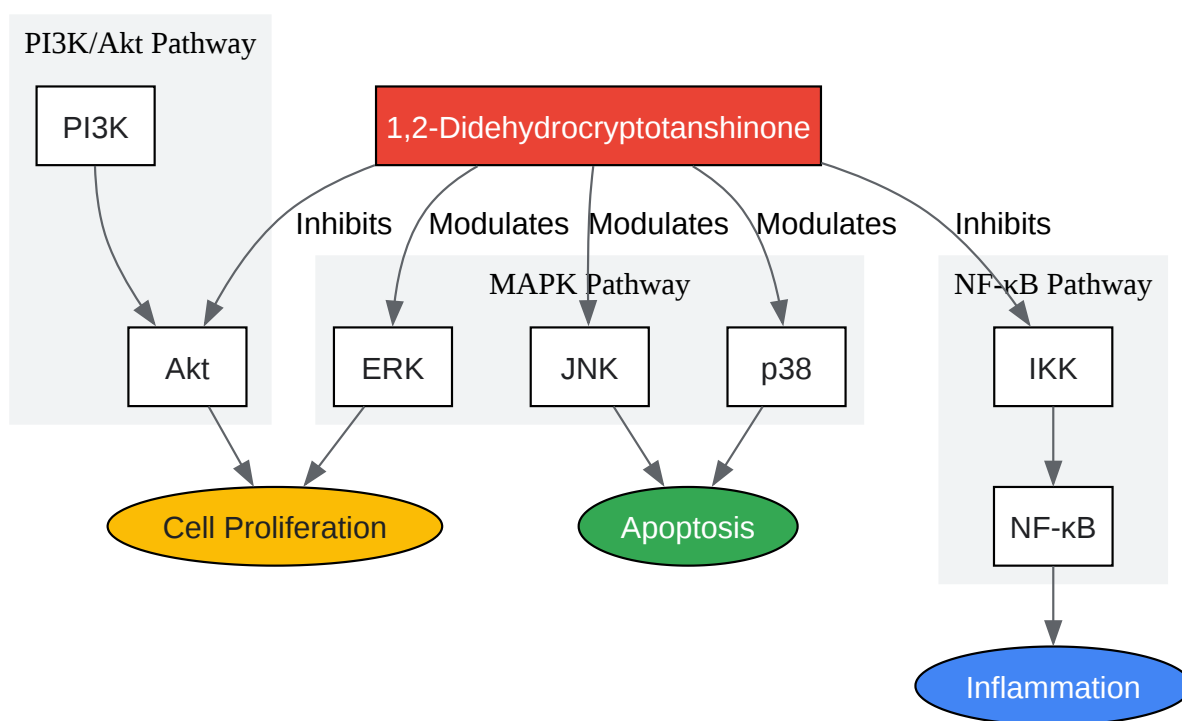 PI3K/Akt Pathway
PI3K
1,2-Didehydrocryptotanshinone
Inhibits
Modulates
Modulates
Modulates
Inhibits
MAPK Pathway
NF-κB Pathway
Akt
ERK
JNK
p38
IKK
Cell Proliferation
Apoptosis
NF-κB
Inflammation